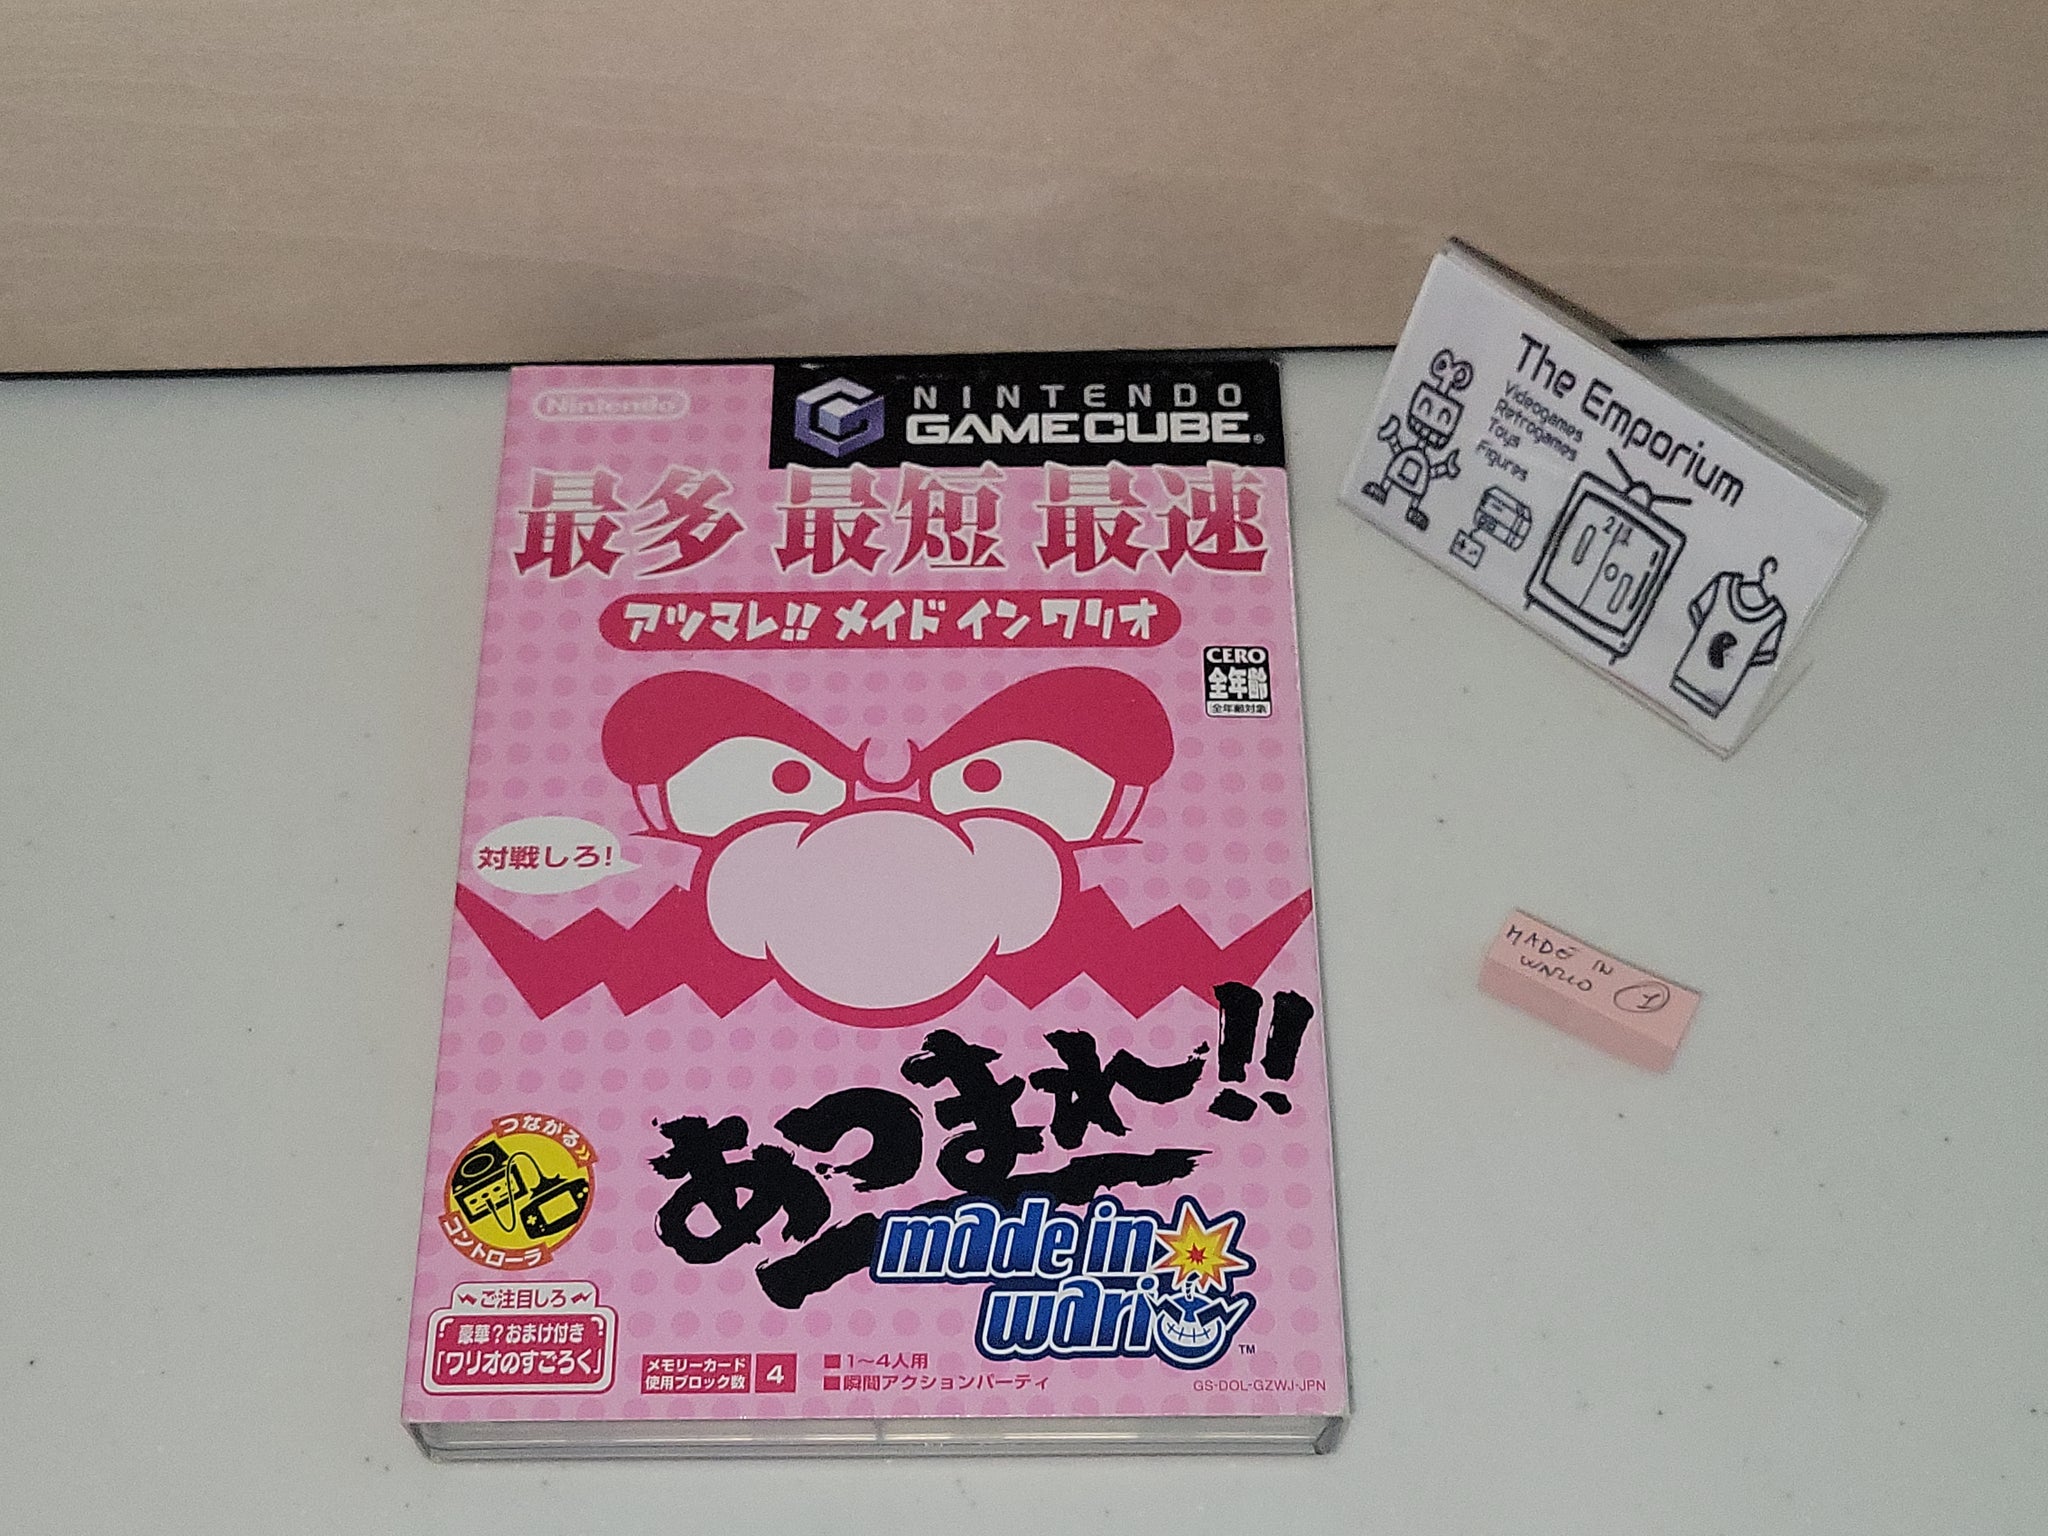 Nintendo
NINTENDO
GAMECUBE
最多 最短 最速
アツマレ!! メイド イン ワリオ
CERO
全年齢
全年齢対象
対戦しろ!
あつまれー!!
made in
wario
TM
つながる
コントローラ
ご注目しろ
豪華?おまけ付き
「ワリオのすごろく」
メモリーカード
使用ブロック数
4
■1〜4人用
■瞬間アクションパーティ
GS-DOL-GZWJ-JPN
The Emporium
Videogames
Retrogames
Toys
Figures
MADE IN
WARIO
1